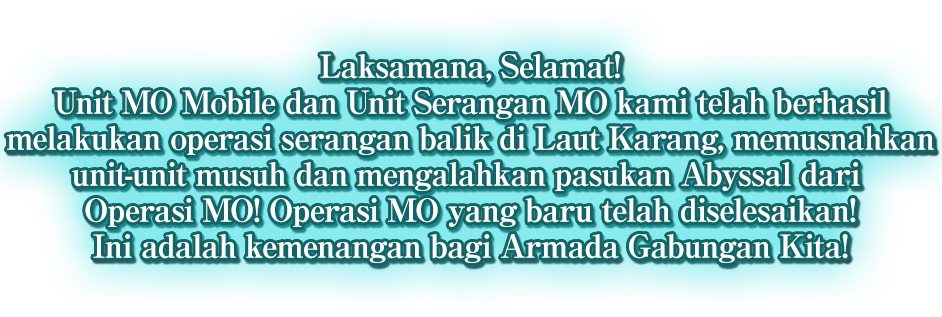 Laksamana, Selamat!
Unit MO Mobile dan Unit Serangan MO kami telah berhasil
melakukan operasi serangan balik di Laut Karang, memusnahkan
unit-unit musuh dan mengalahkan pasukan Abyssal dari
Operasi MO! Operasi MO yang baru telah diselesaikan!
Ini adalah kemenangan bagi Armada Gabungan Kita!